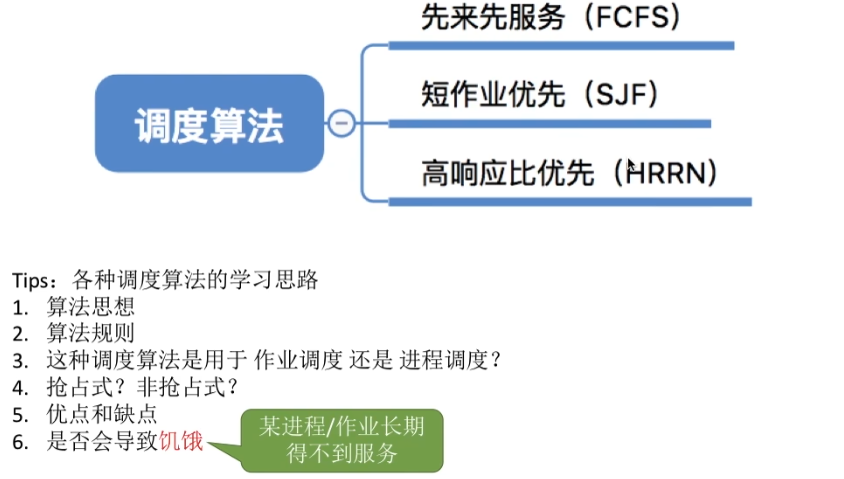 先来先服务（FCFS）
短作业优先（SJF）
调度算法
高响应比优先（HRRN）
Tips：各种调度算法的学习思路
1. 算法思想
2. 算法规则
3. 这种调度算法是用于 作业调度 还是 进程调度？
4. 抢占式？非抢占式？
5. 优点和缺点
6. 是否会导致饥饿
某进程/作业长期
得不到服务